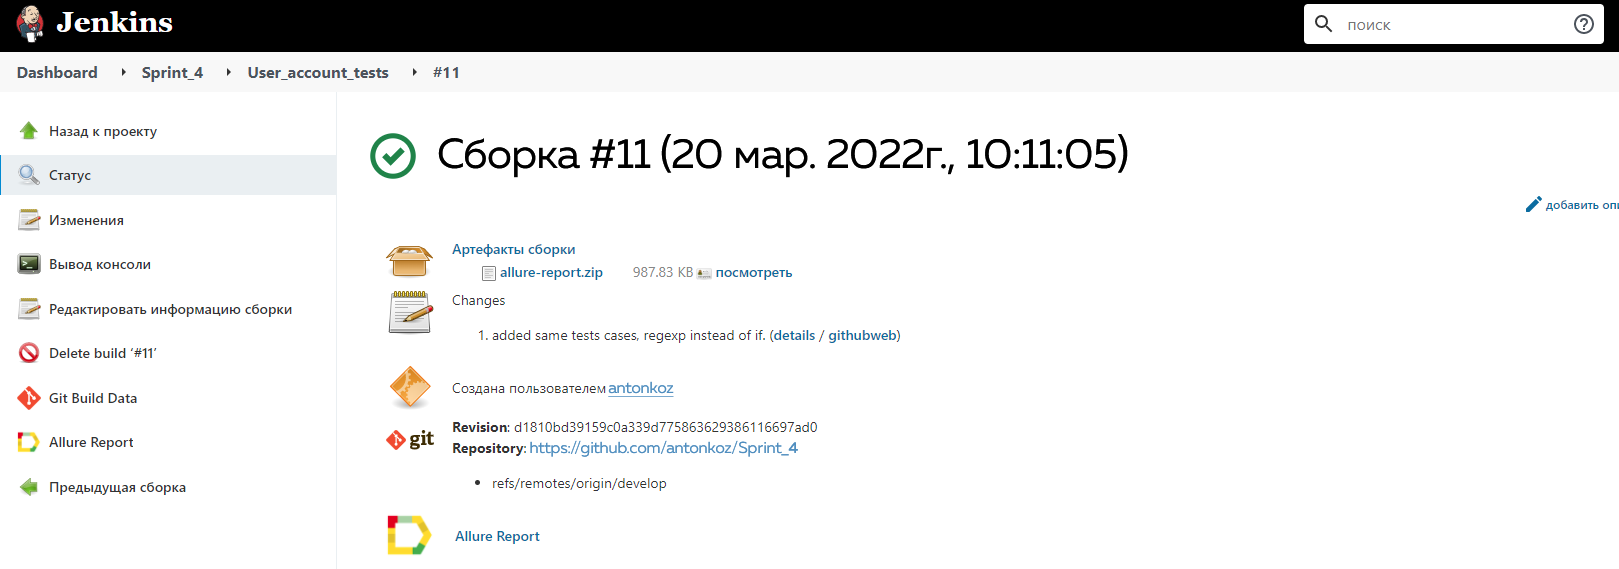 Jenkins
поиск
Dashboard Sprint_4 User_account_tests #11
Назад к проекту
Статус
Изменения
Вывод консоли
Редактировать информацию сборки
Delete build ‘#11’
Git Build Data
Allure Report
Предыдущая сборка
Сборка #11 (20 мар. 2022г., 10:11:05)
добавить опи
Артефакты сборки
allure-report.zip 987.83 KB посмотреть
Changes
1. added same tests cases, regexp instead of if. (details / githubweb)
Создана пользователем antonkoz
git
Revision: d1810bd39159c0a339d775863629386116697ad0
Repository: https://github.com/antonkoz/Sprint_4
• refs/remotes/origin/develop
Allure Report